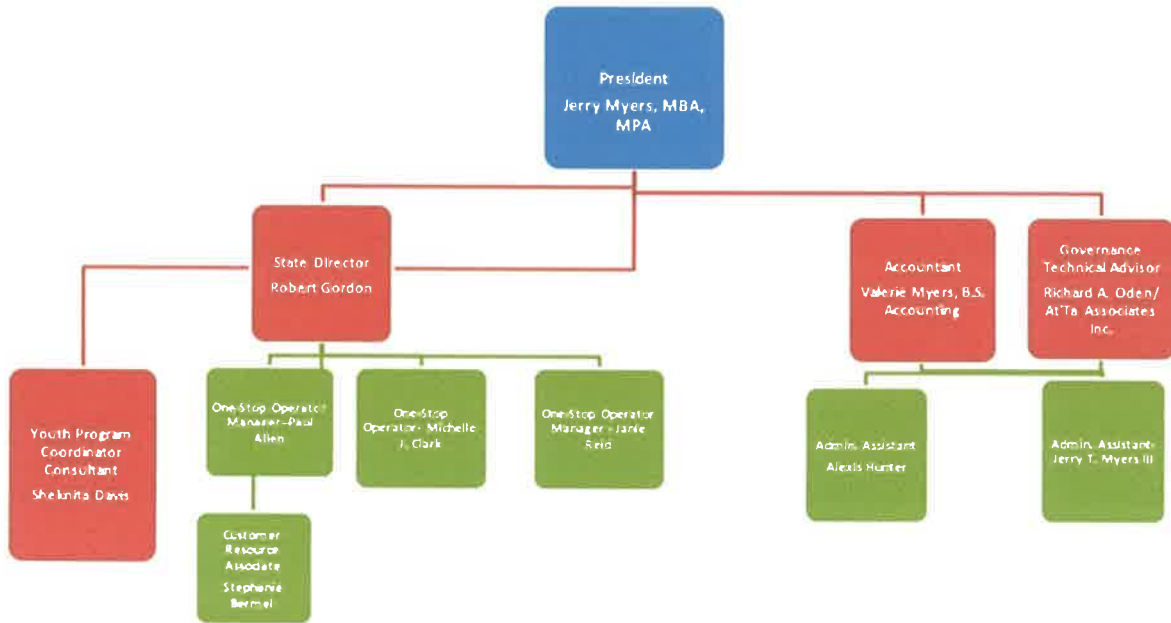 President
Jerry Myers, MBA,
MPA
State Director
Robert Gordon
Accountant
Valerie Myers, B.S.
Accounting
Governance
Technical Advisor
Richard A. Oden/
At'Ta Associates
Inc.
Youth Program
Coordinator
Consultant
Sheknita Davis
One-Stop Operator
Manager-Paul
Allen
One-Stop
Operator- Michelle
J. Clark
One-Stop Operator
Manager - Janie
Reid
Admin. Assistant
Alexis Hunter
Admin. Assistant-
Jerry T. Myers III
Customer
Resource
Associate
Stephanie